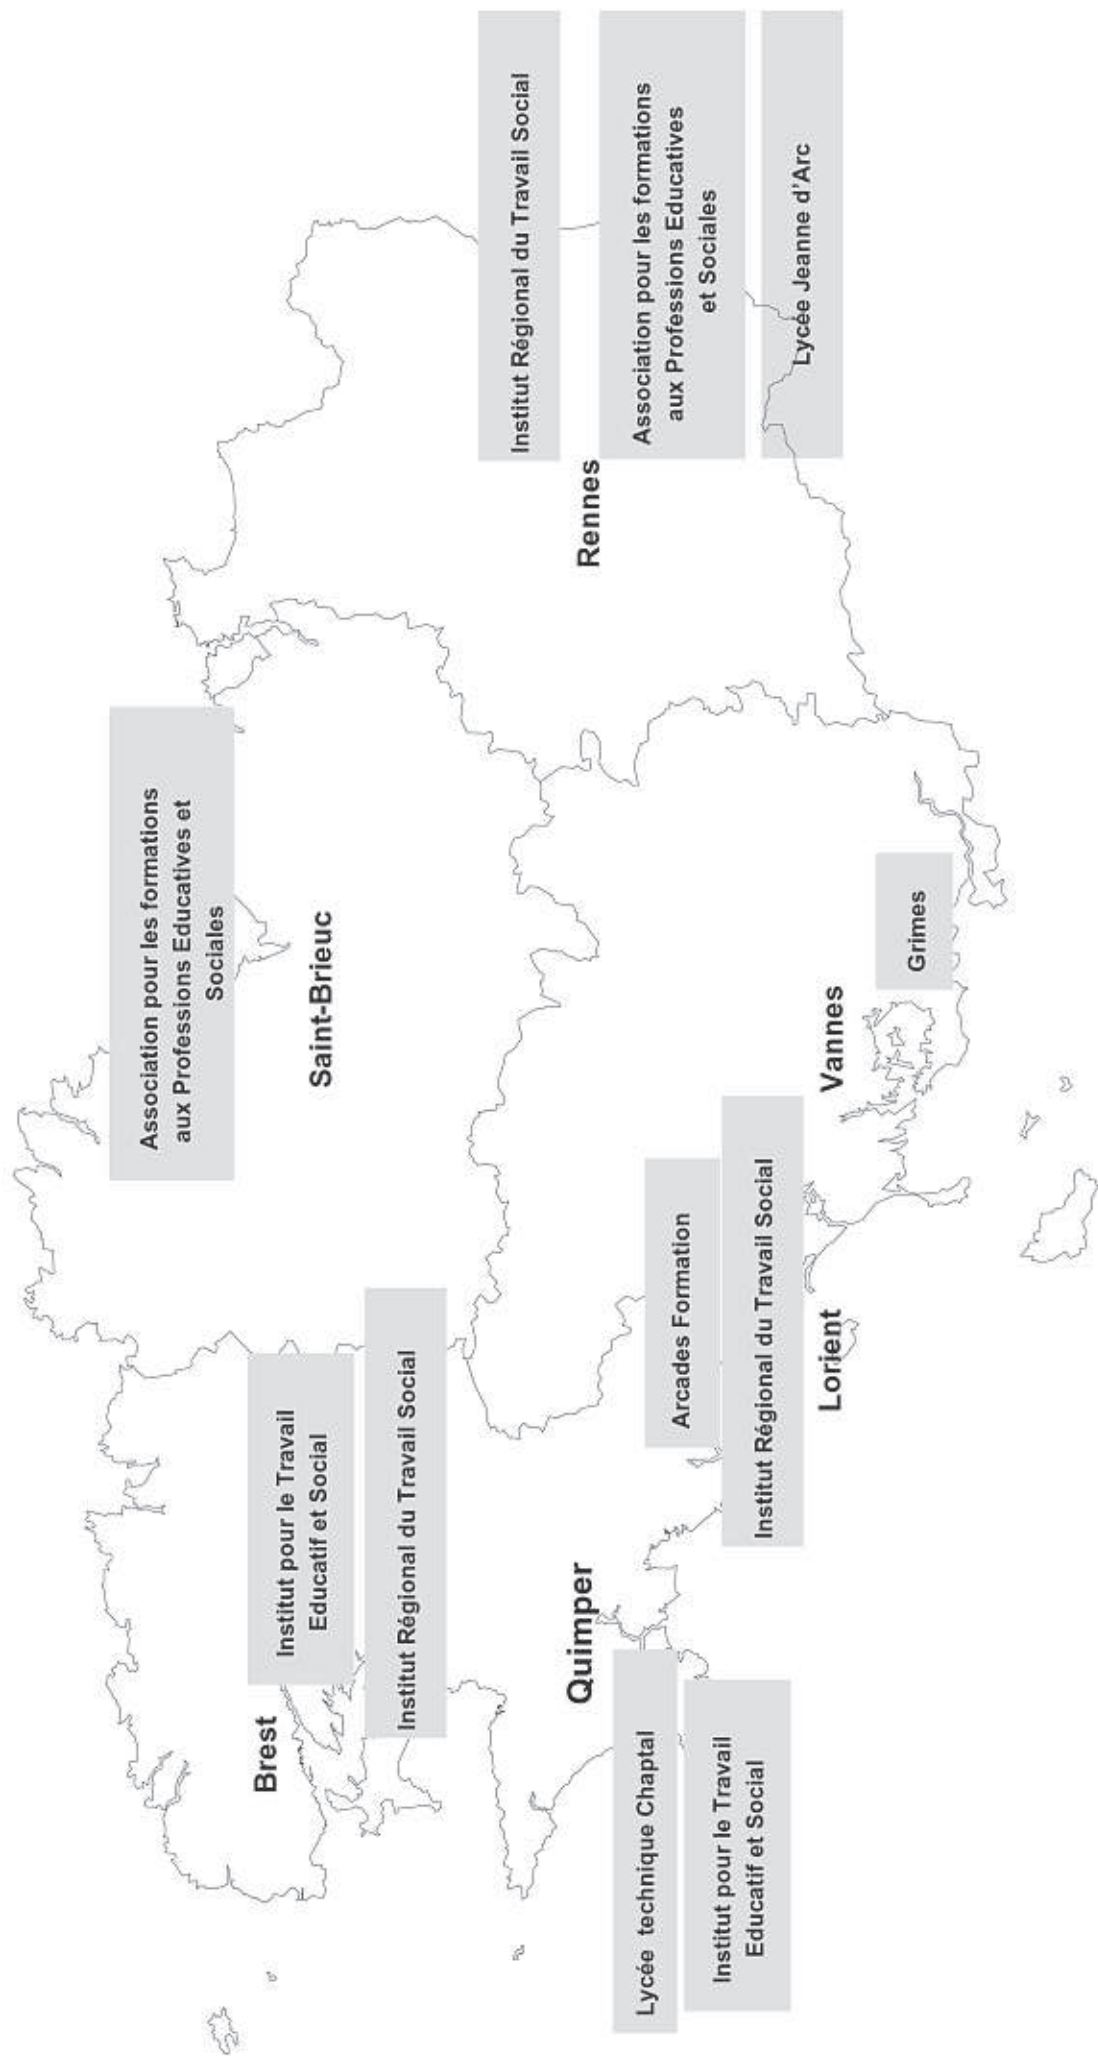 Association pour les formations
aux Professions Educatives et
Sociales
Saint-Brieuc
Brest
Institut pour le Travail
Educatif et Social
Institut Régional du Travail Social
Institut Régional du Travail Social
Rennes
Association pour les formations
aux Professions Educatives
et Sociales
Lycée Jeanne d'Arc
Quimper
Lycée technique Chaptal
Institut pour le Travail
Educatif et Social
Arcades Formation
Institut Régional du Travail Social
Lorient
Vannes
Grimes